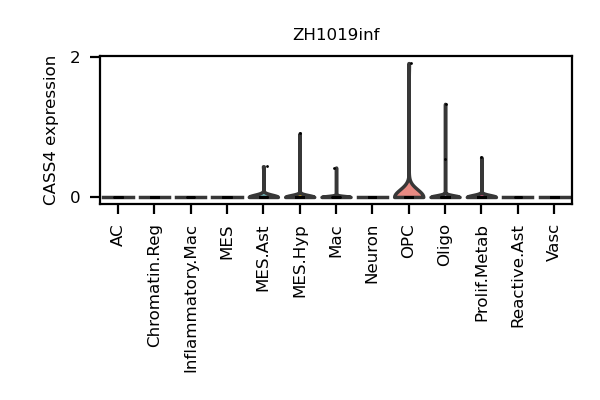 ZH1019inf
CASS4 expression
2
0
AC
Chromatin.Reg
Inflammatory.Mac
MES
MES.Ast
MES.Hyp
Mac
Neuron
OPC
Oligo
Prolif.Metab
Reactive.Ast
Vasc